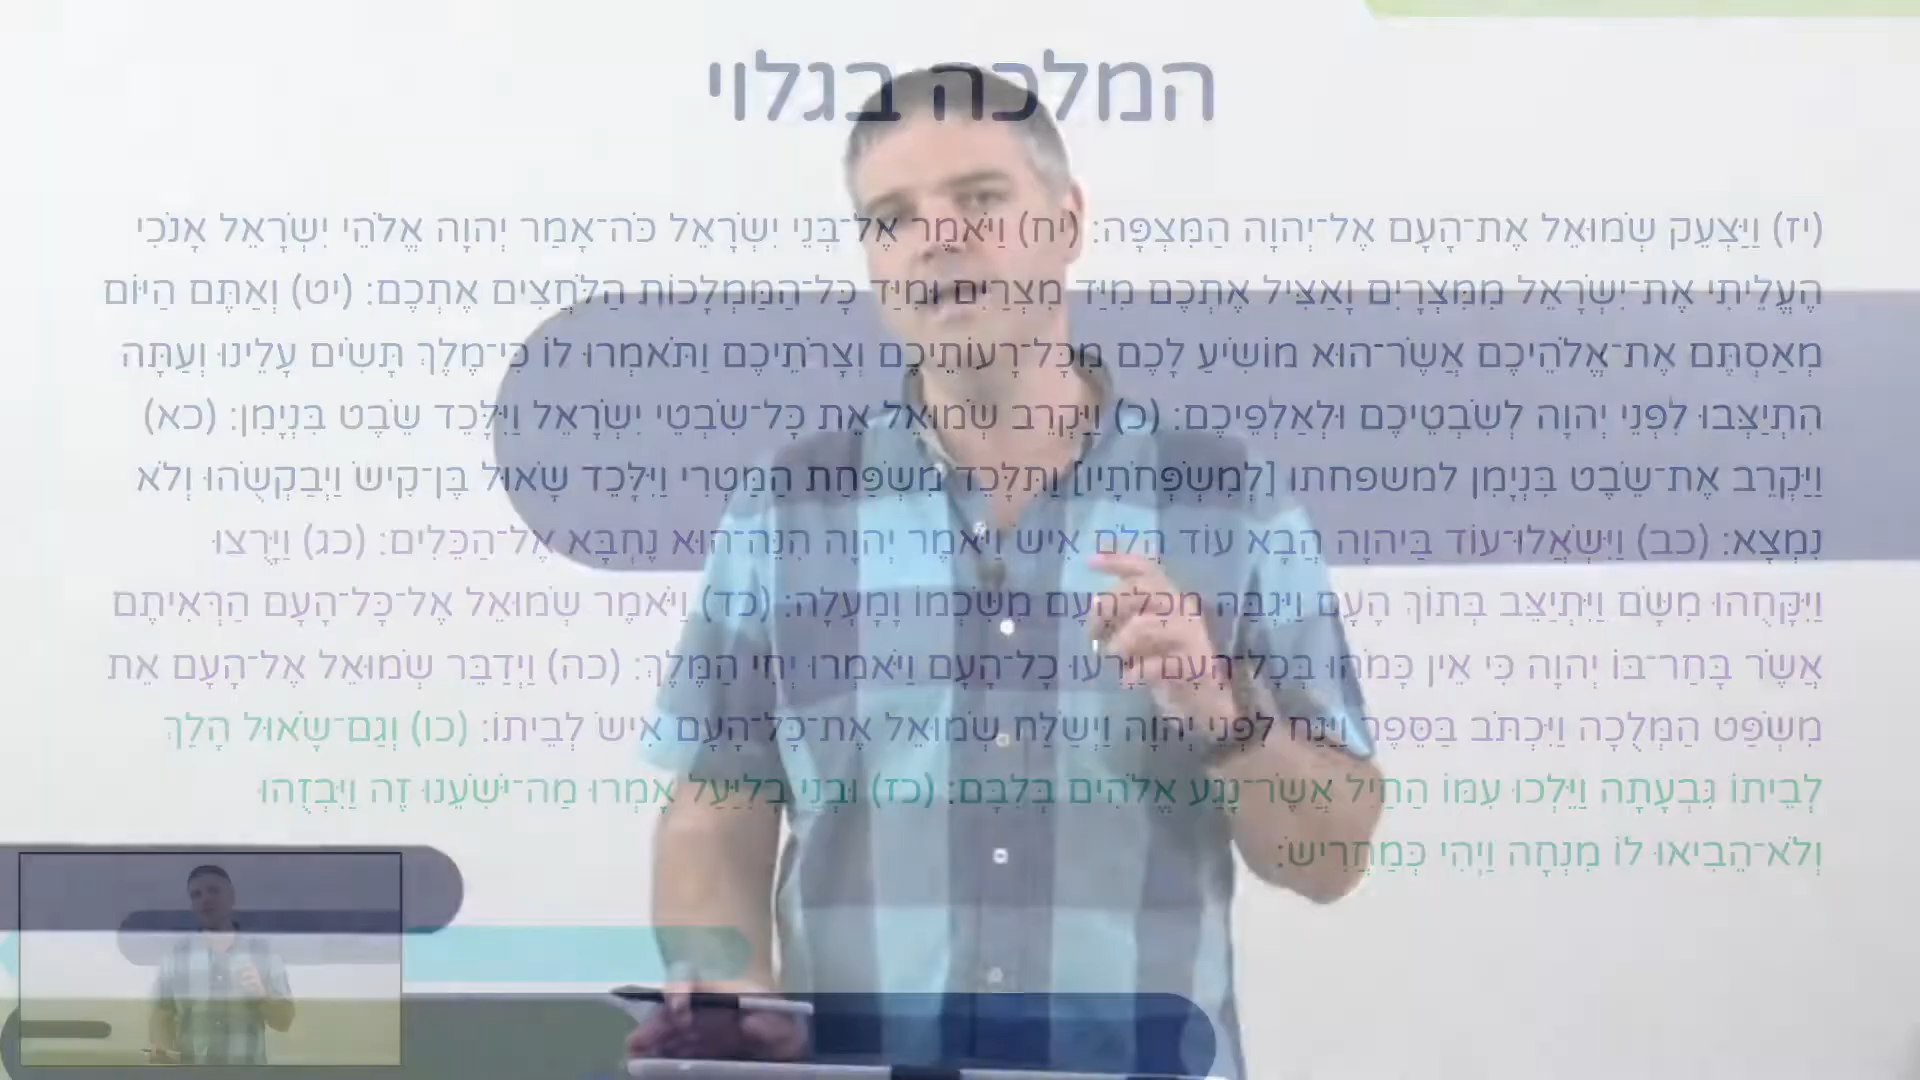 המלכה בגלוי
(יז) וַיַּצְעֵק שְׁמוּאֵל אֶת־הָעָם אֶל־יְהוָה הַמִּצְפָּה: (יח) וַיֹּאמֶר אֶל־בְּנֵי יִשְׂרָאֵל כֹּה־אָמַר יְהוָה אֱלֹהֵי יִשְׂרָאֵל אָנֹכִי
הֶעֱלֵיתִי אֶת־יִשְׂרָאֵל מִמִּצְרָיִם וָאַצִּיל אֶתְכֶם מִיַּד מִצְרַיִם וּמִיַּד כָּל־הַמַּמְלָכוֹת הַלֹּחֲצִים אֶתְכֶם: (יט) וְאַתֶּם הַיּוֹם
מְאַסְתֶּם אֶת־אֱלֹהֵיכֶם אֲשֶׁר־הוּא מוֹשִׁיעַ לָכֶם מִכָּל־רָעוֹתֵיכֶם וְצָרֹתֵיכֶם וַתֹּאמְרוּ לוֹ כִּי־מֶלֶךְ תָּשִׂים עָלֵינוּ וְעַתָּה
הִתְיַצְּבוּ לִפְנֵי יְהוָה לְשִׁבְטֵיכֶם וּלְאַלְפֵיכֶם: (כ) וַיַּקְרֵב שְׁמוּאֵל אֵת כָּל־שִׁבְטֵי יִשְׂרָאֵל וַיִּלָּכֵד שֵׁבֶט בִּנְיָמִן: (כא)
וַיַּקְרֵב אֶת־שֵׁבֶט בִּנְיָמִן למשפחתו [לְמִשְׁפְּחֹתָיו] וַתִּלָּכֵד מִשְׁפַּחַת הַמַּטְרִי וַיִּלָּכֵד שָׁאוּל בֶּן־קִישׁ וַיְבַקְשֻׁהוּ וְלֹא
נִמְצָא: (כב) וַיִּשְׁאֲלוּ־עוֹד בַּיהוָה הֲבָא עוֹד הֲלֹם אִישׁ וַיֹּאמֶר יְהוָה הִנֵּה־הוּא נֶחְבָּא אֶל־הַכֵּלִים: (כג) וַיָּרֻצוּ
וַיִּקָּחֻהוּ מִשָּׁם וַיִּתְיַצֵּב בְּתוֹךְ הָעָם וַיִּגְבַּהּ מִכָּל־הָעָם מִשִּׁכְמוֹ וָמָעְלָה: (כד) וַיֹּאמֶר שְׁמוּאֵל אֶל־כָּל־הָעָם הַרְּאִיתֶם
אֲשֶׁר בָּחַר־בּוֹ יְהוָה כִּי אֵין כָּמֹהוּ בְּכָל־הָעָם וַיָּרִעוּ כָל־הָעָם וַיֹּאמְרוּ יְחִי הַמֶּלֶךְ: (כה) וַיְדַבֵּר שְׁמוּאֵל אֶל־הָעָם אֵת
מִשְׁפַּט הַמְּלֻכָה וַיִּכְתֹּב בַּסֵּפֶר וַיַּנַּח לִפְנֵי יְהוָה וַיְשַׁלַּח שְׁמוּאֵל אֶת־כָּל־הָעָם אִישׁ לְבֵיתוֹ: (כו) וְגַם־שָׁאוּל הָלַךְ
לְבֵיתוֹ גִּבְעָתָה וַיֵּלְכוּ עִמּוֹ הַחַיִל אֲשֶׁר־נָגַע אֱלֹהִים בְּלִבָּם: (כז) וּבְנֵי בְלִיַּעַל אָמְרוּ מַה־יֹּשִׁעֵנוּ זֶה וַיִּבְזֻהוּ
וְלֹא־הֵבִיאוּ לוֹ מִנְחָה וַיְהִי כְּמַחֲרִישׁ: